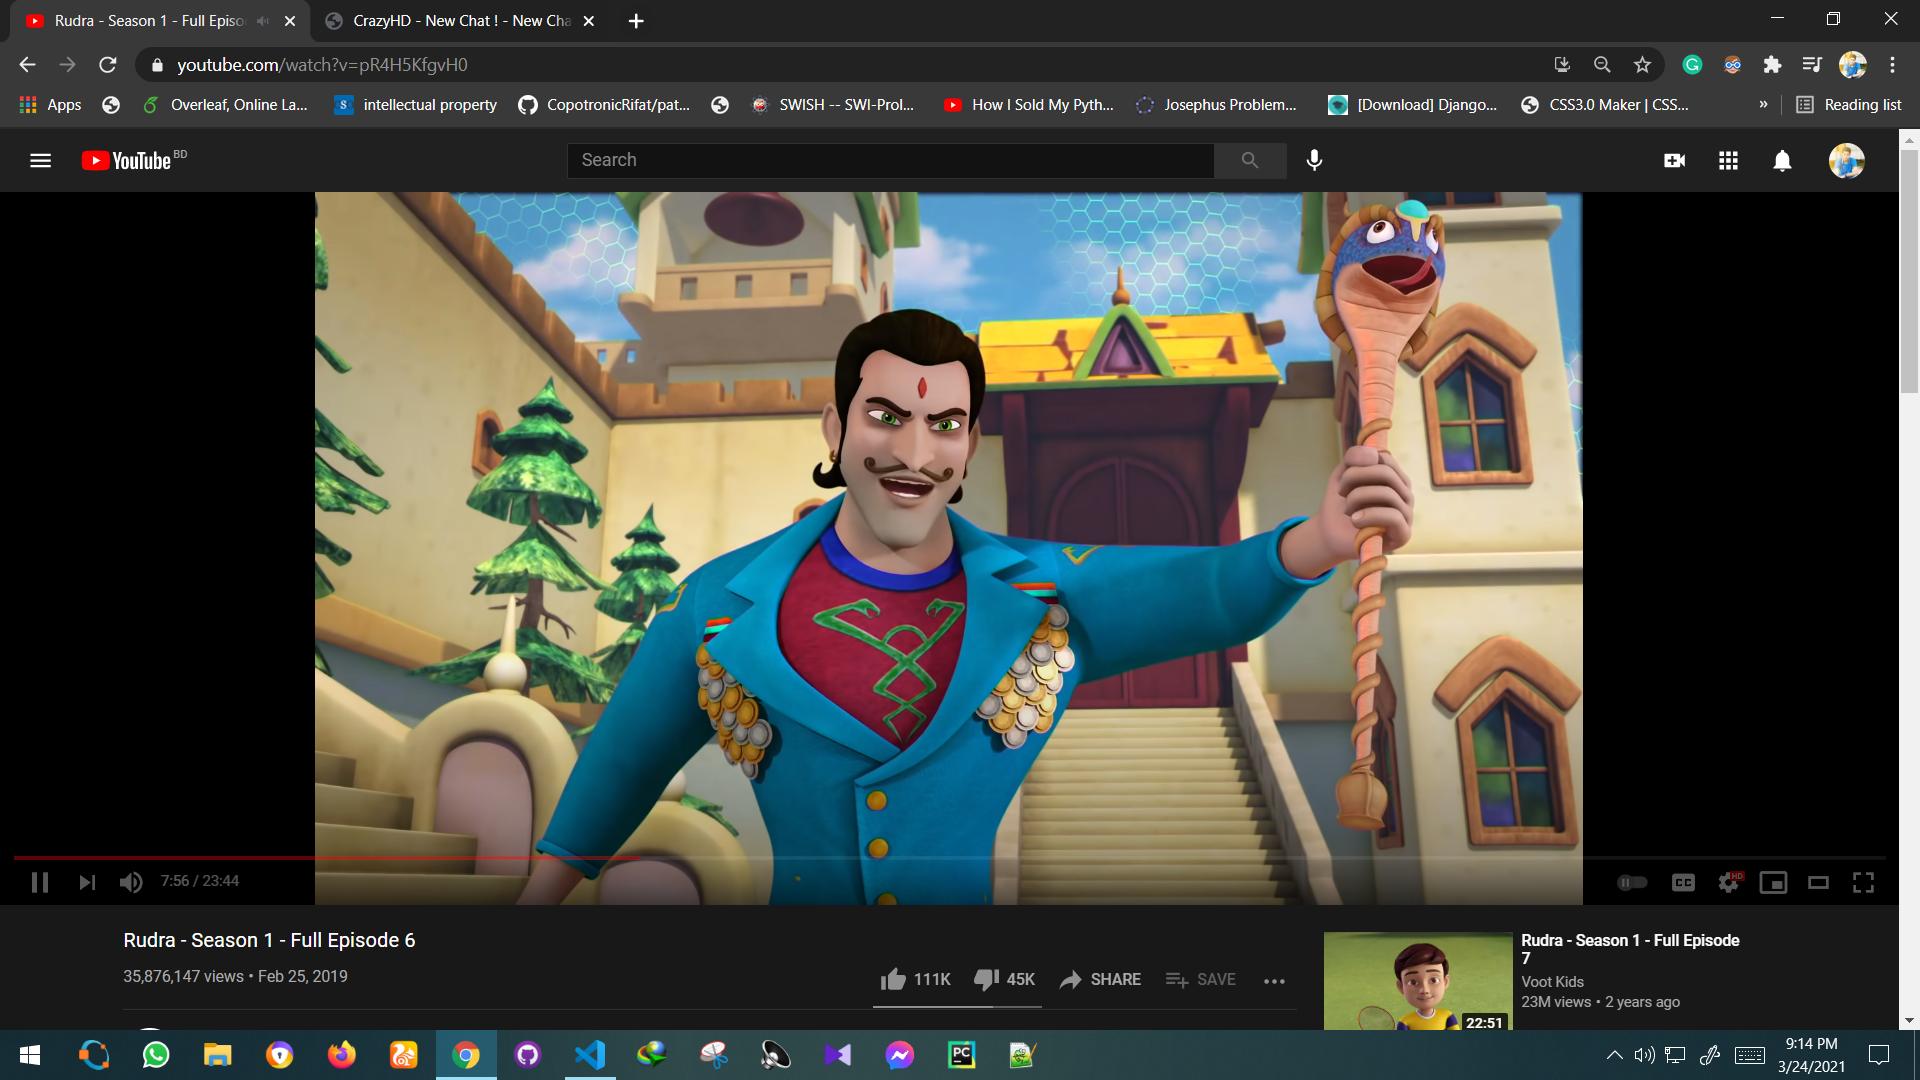 Rudra - Season 1 - Full Episo
CrazyHD - New Chat ! - New Cha
youtube.com/watch?v=pR4H5KfgvH0
Apps
Overleaf, Online La...
intellectual property
CopotronicRifat/pat...
SWISH -- SWI-Prol...
How I Sold My Pyth...
Josephus Problem...
[Download] Django...
CSS3.0 Maker | CSS...
»
Reading list
YouTube BD
Search
7:56 / 23:44
CC
HD
Rudra - Season 1 - Full Episode 6
35,876,147 views • Feb 25, 2019
111K
45K
SHARE
SAVE
Rudra - Season 1 - Full Episode
7
Voot Kids
23M views • 2 years ago
22:51
PC
9:14 PM
3/24/2021